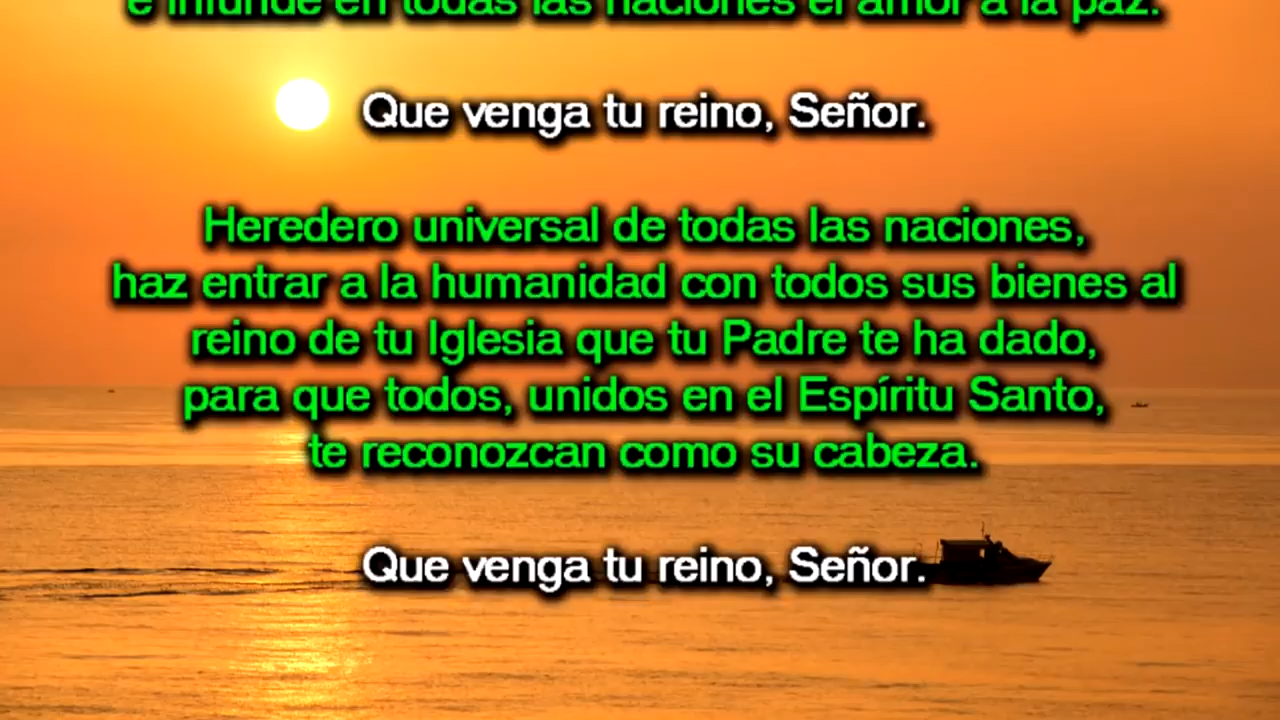 e infunde en todas las naciones el amor a la paz.
Que venga tu reino, Señor.
Heredero universal de todas las naciones,
haz entrar a la humanidad con todos sus bienes al
reino de tu Iglesia que tu Padre te ha dado,
para que todos, unidos en el Espíritu Santo,
te reconozcan como su cabeza.
Que venga tu reino, Señor.